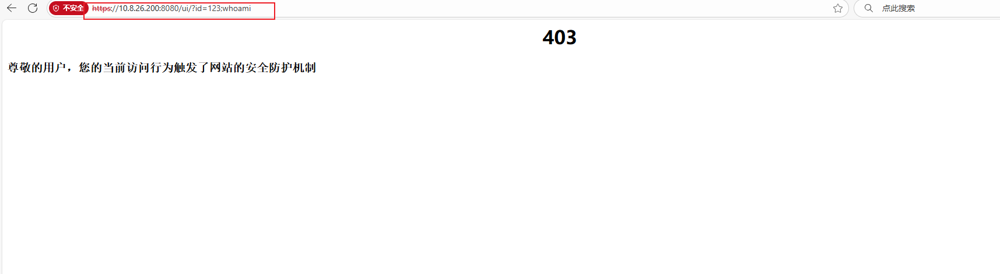 不安全 https://10.8.26.200:8080/ui/?id=123;whoami 点此搜索
403
尊敬的用户，您的当前访问行为触发了网站的安全防护机制